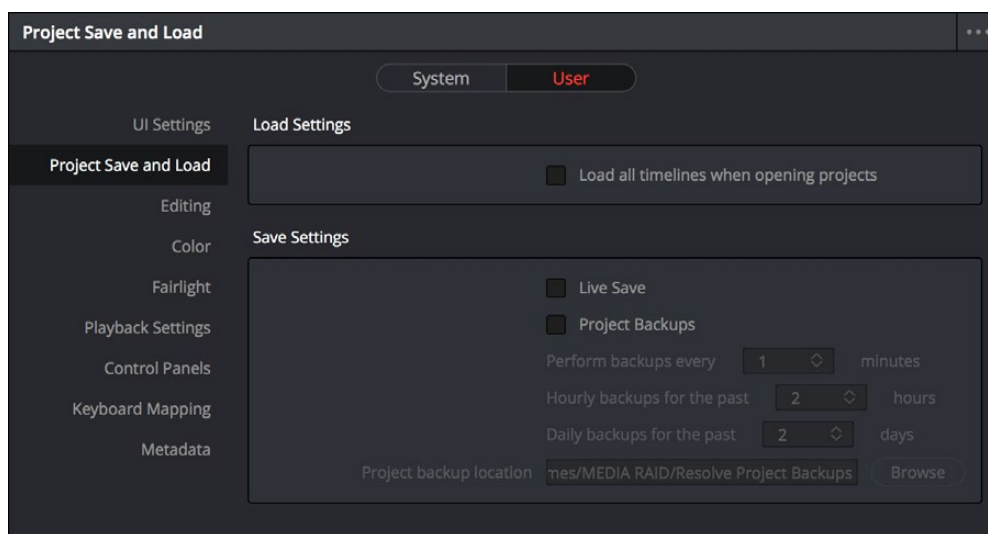 Project Save and Load
System User
UI Settings
Load Settings
Project Save and Load
Load all timelines when opening projects
Editing
Save Settings
Color
Fairlight
Live Save
Playback Settings
Project Backups
Control Panels
Perform backups every 1 minutes
Keyboard Mapping
Hourly backups for the past 2 hours
Metadata
Daily backups for the past 2 days
Project backup location mes/MEDIA RAID/Resolve Project Backups Browse